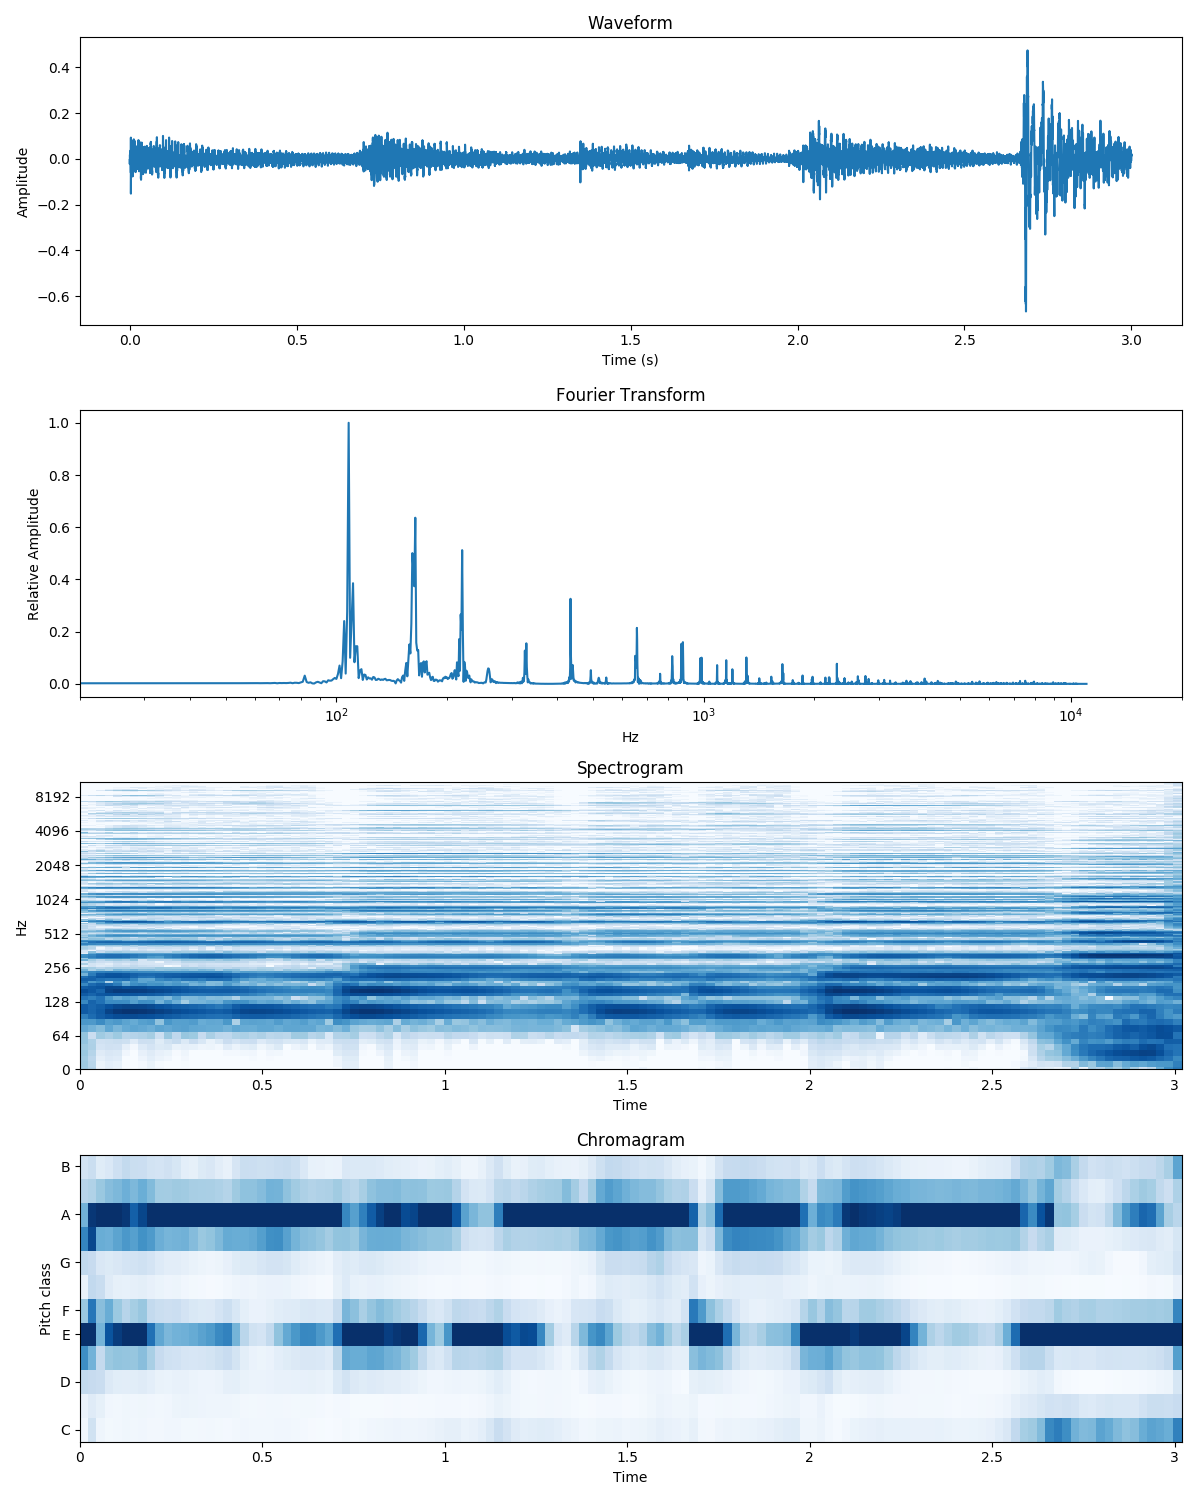 Waveform
0.4
0.2
0.0
−0.2
−0.4
−0.6
Amplitude
0.0 0.5 1.0 1.5 2.0 2.5 3.0
Time (s)
Fourier Transform
1.0
0.8
0.6
0.4
0.2
0.0
Relative Amplitude
10² 10³ 10⁴
Hz
Spectrogram
8192
4096
2048
1024
512
256
128
64
0
Hz
0 0.5 1 1.5 2 2.5 3
Time
Chromagram
B
A
G
F
E
D
C
Pitch class
0 0.5 1 1.5 2 2.5 3
Time